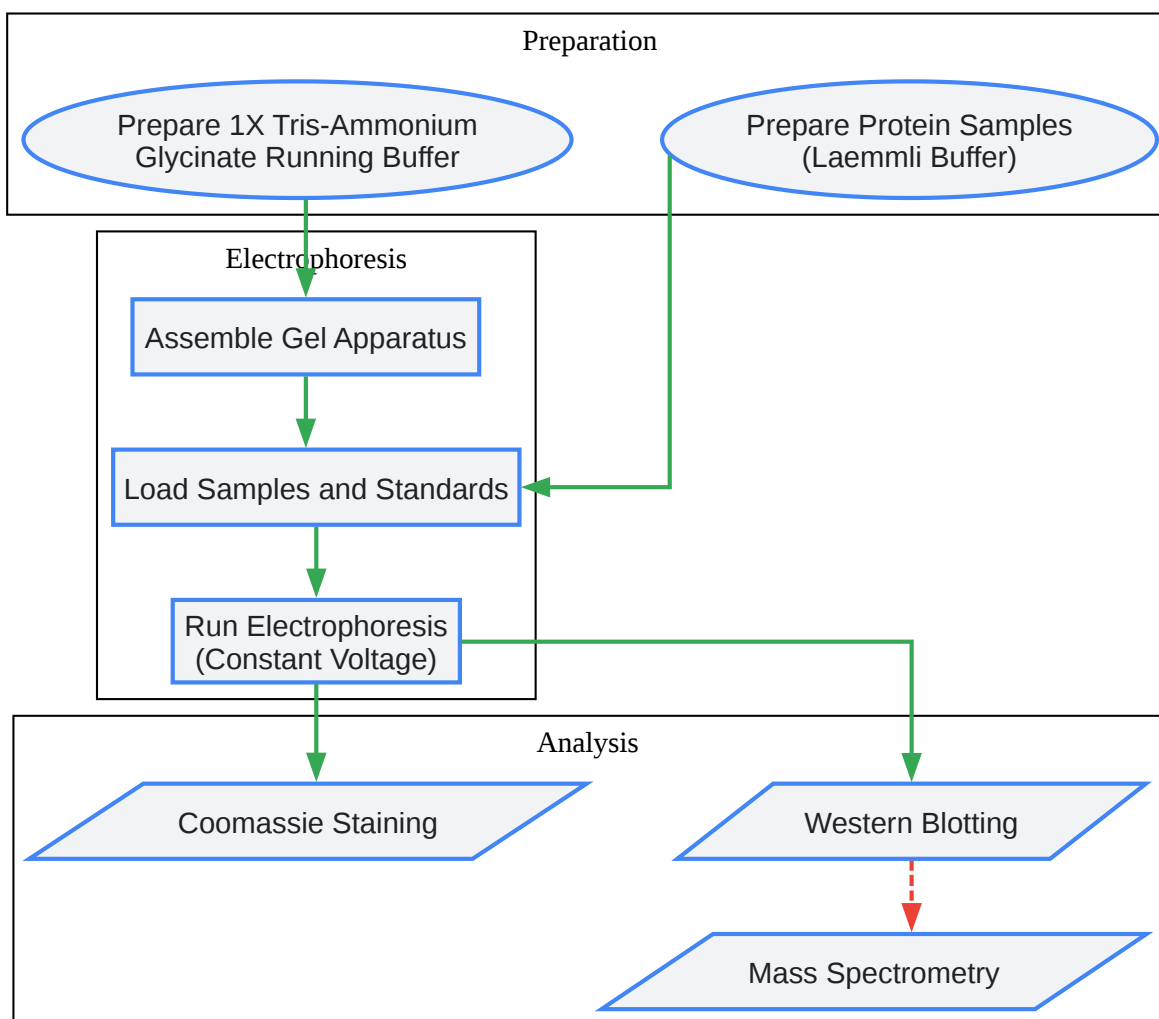 Preparation
Prepare 1X Tris-Ammonium
Glycinate Running Buffer
Prepare Protein Samples
(Laemmli Buffer)
Electrophoresis
Assemble Gel Apparatus
Load Samples and Standards
Run Electrophoresis
(Constant Voltage)
Analysis
Coomassie Staining
Western Blotting
Mass Spectrometry